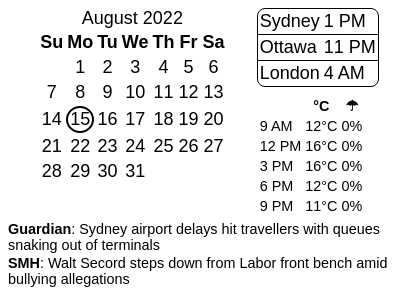 August 2022
Su Mo Tu We Th Fr Sa
1 2 3 4 5 6
7 8 9 10 11 12 13
14 15 16 17 18 19 20
21 22 23 24 25 26 27
28 29 30 31
Sydney 1 PM
Ottawa 11 PM
London 4 AM
°C ☂
9 AM 12°C 0%
12 PM 16°C 0%
3 PM 16°C 0%
6 PM 12°C 0%
9 PM 11°C 0%
Guardian: Sydney airport delays hit travellers with queues
snaking out of terminals
SMH: Walt Secord steps down from Labor front bench amid
bullying allegations